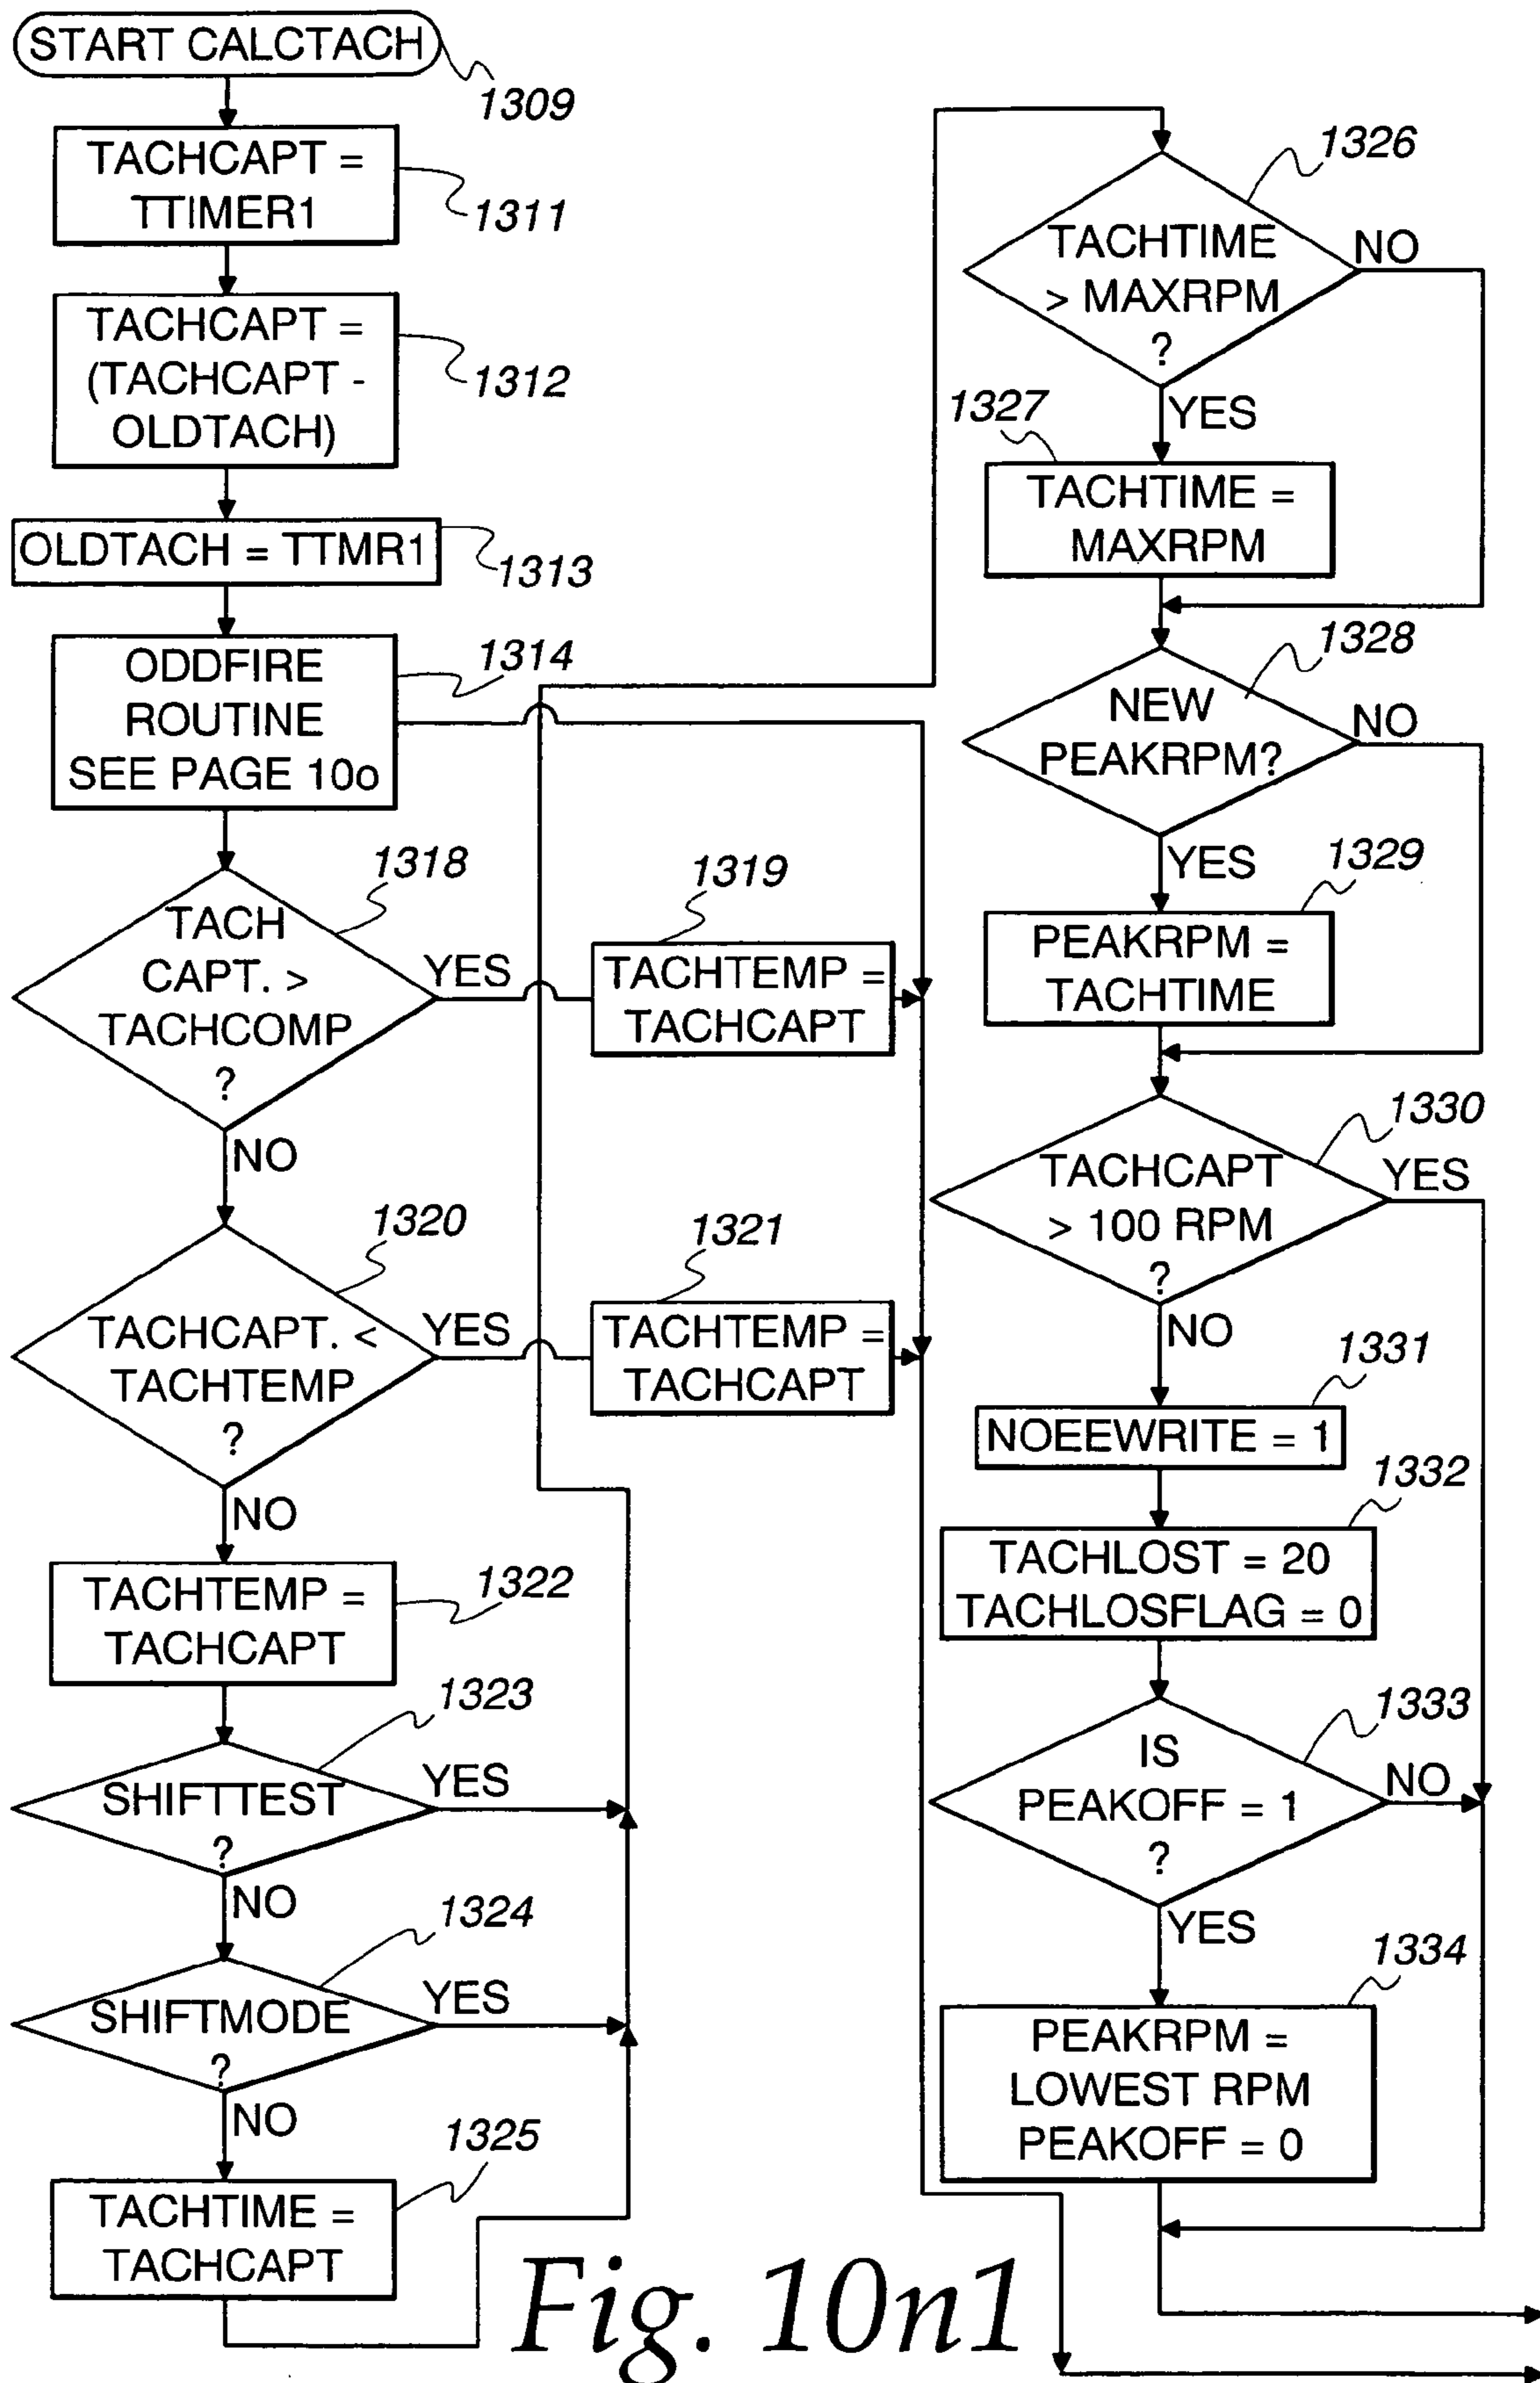 START CALCTACH
1309
TACHCAPT =
TTIMER1
1311
TACHCAPT =
(TACHCAPT -
OLDTACH)
1312
OLDTACH = TTMR1
1313
ODDFIRE
ROUTINE
SEE PAGE 10o
1314
TACH
CAPT. >
TACHCOMP
?
1318
YES
NO
TACHTEMP =
TACHCAPT
1319
TACHCAPT. <
TACHTEMP
?
1320
YES
NO
TACHTEMP =
TACHCAPT
1321
TACHTEMP =
TACHCAPT
1322
SHIFTTEST
?
1323
YES
NO
SHIFTMODE
?
1324
YES
NO
TACHTIME =
TACHCAPT
1325
TACHTIME
> MAXRPM
?
1326
NO
YES
1327
TACHTIME =
MAXRPM
1328
NEW
PEAKRPM?
NO
YES
1329
PEAKRPM =
TACHTIME
1330
TACHCAPT
> 100 RPM
?
YES
NO
1331
NOEEWRITE = 1
1332
TACHLOST = 20
TACHLOSFLAG = 0
1333
IS
PEAKOFF = 1
?
NO
YES
1334
PEAKRPM =
LOWEST RPM
PEAKOFF = 0
Fig. 10n1